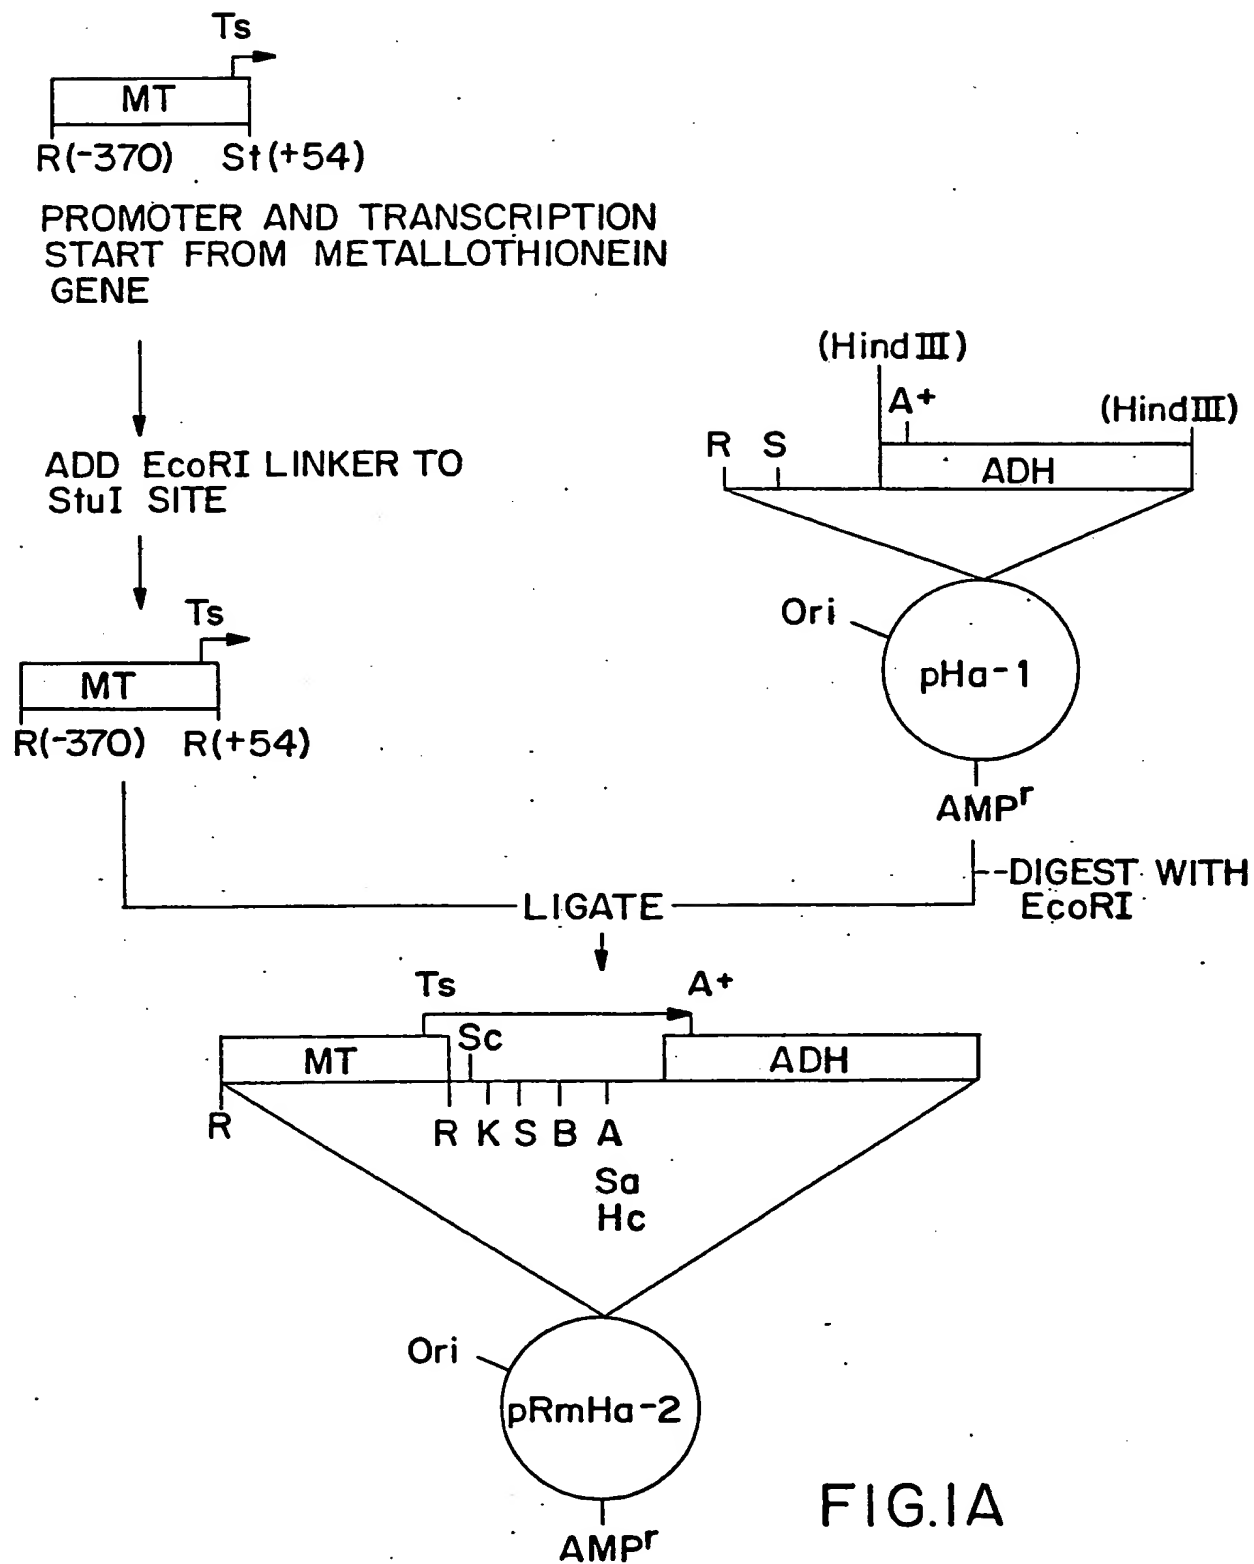 Ts
MT
R(-370) St(+54)
PROMOTER AND TRANSCRIPTION
START FROM METALLOTHIONEIN
GENE
ADD EcoRI LINKER TO
StuI SITE
Ts
MT
R(-370) R(+54)
(HindIII)
A+
(HindIII)
R S
ADH
Ori
pHa-1
AMPr
--DIGEST WITH
EcoRI
LIGATE
Ts A+
Sc
MT ADH
R
R K S B A
Sa
Hc
Ori
pRmHa-2
AMPr
FIG.1A